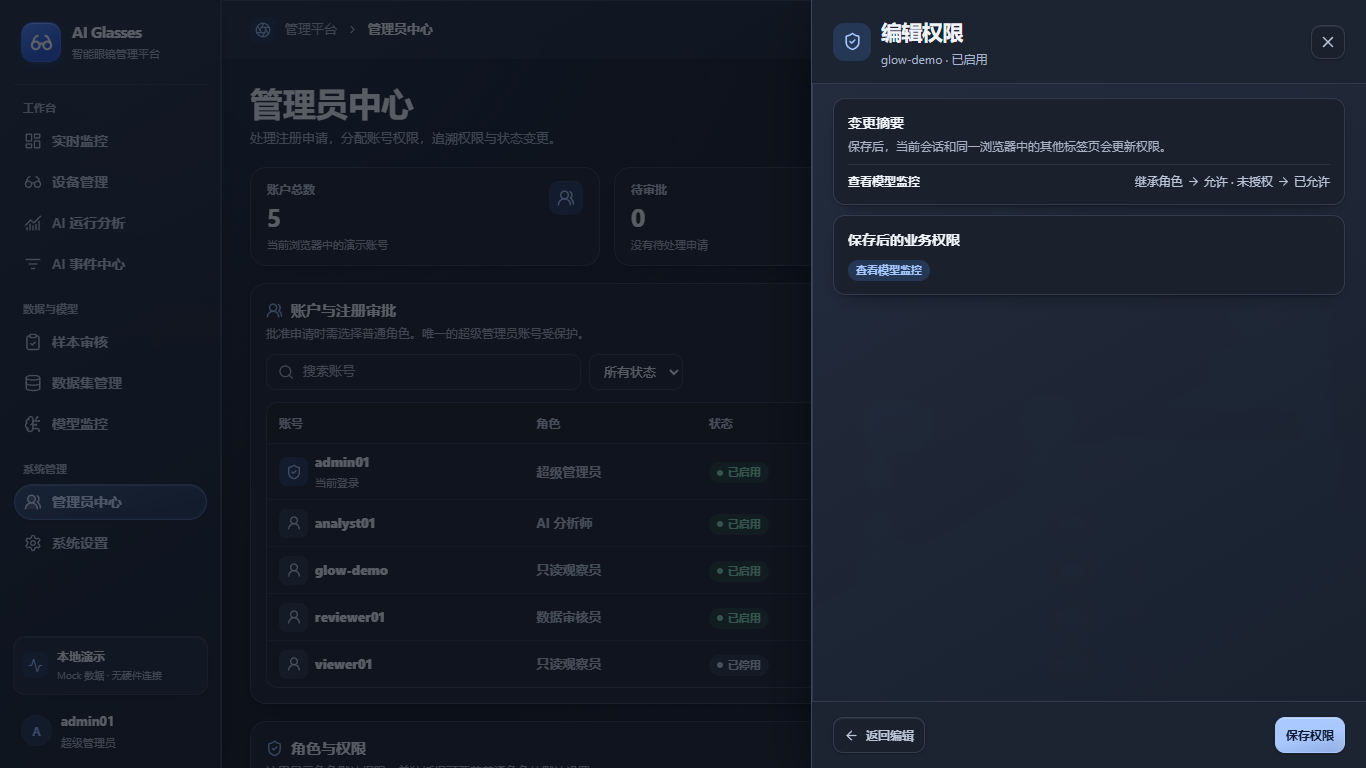 AI Glasses
智能眼镜管理平台
工作台
实时监控
设备管理
AI 运行分析
AI 事件中心
数据与模型
样本审核
数据集管理
模型监控
系统管理
管理员中心
系统设置
本地演示
Mock 数据 · 无硬件连接
A
admin01
超级管理员
管理平台 › 管理员中心
管理员中心
处理注册申请，分配账号权限，追溯权限与状态变更。
账户总数
5
当前浏览器中的演示账号
待审批
0
没有待处理申请
账户与注册审批
批准申请时需选择普通角色。唯一的超级管理员账号受保护。
搜索账号
所有状态
账号 角色 状态
admin01 超级管理员 已启用
当前登录
analyst01 AI 分析师 已启用
glow-demo 只读观察员 已启用
reviewer01 数据审核员 已启用
viewer01 只读观察员 已停用
角色与权限
编辑权限
glow-demo · 已启用
变更摘要
保存后，当前会话和同一浏览器中的其他标签页会更新权限。
查看模型监控 继承角色 → 允许 · 未授权 → 已允许
保存后的业务权限
查看模型监控
← 返回编辑
保存权限